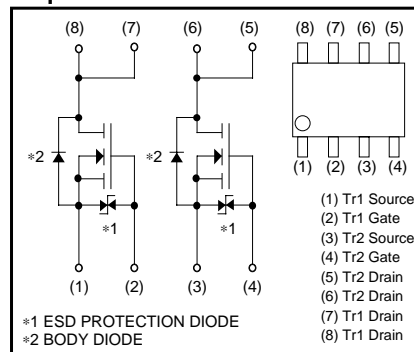 (8) (7) (6) (5)
(8) (7) (6) (5)
∗2 ∗2
∗1 ∗1
(1) (2) (3) (4)
(1) (2) (3) (4)
(1) Tr1 Source
(2) Tr1 Gate
(3) Tr2 Source
(4) Tr2 Gate
(5) Tr2 Drain
(6) Tr2 Drain
(7) Tr1 Drain
(8) Tr1 Drain
∗1 ESD PROTECTION DIODE
∗2 BODY DIODE